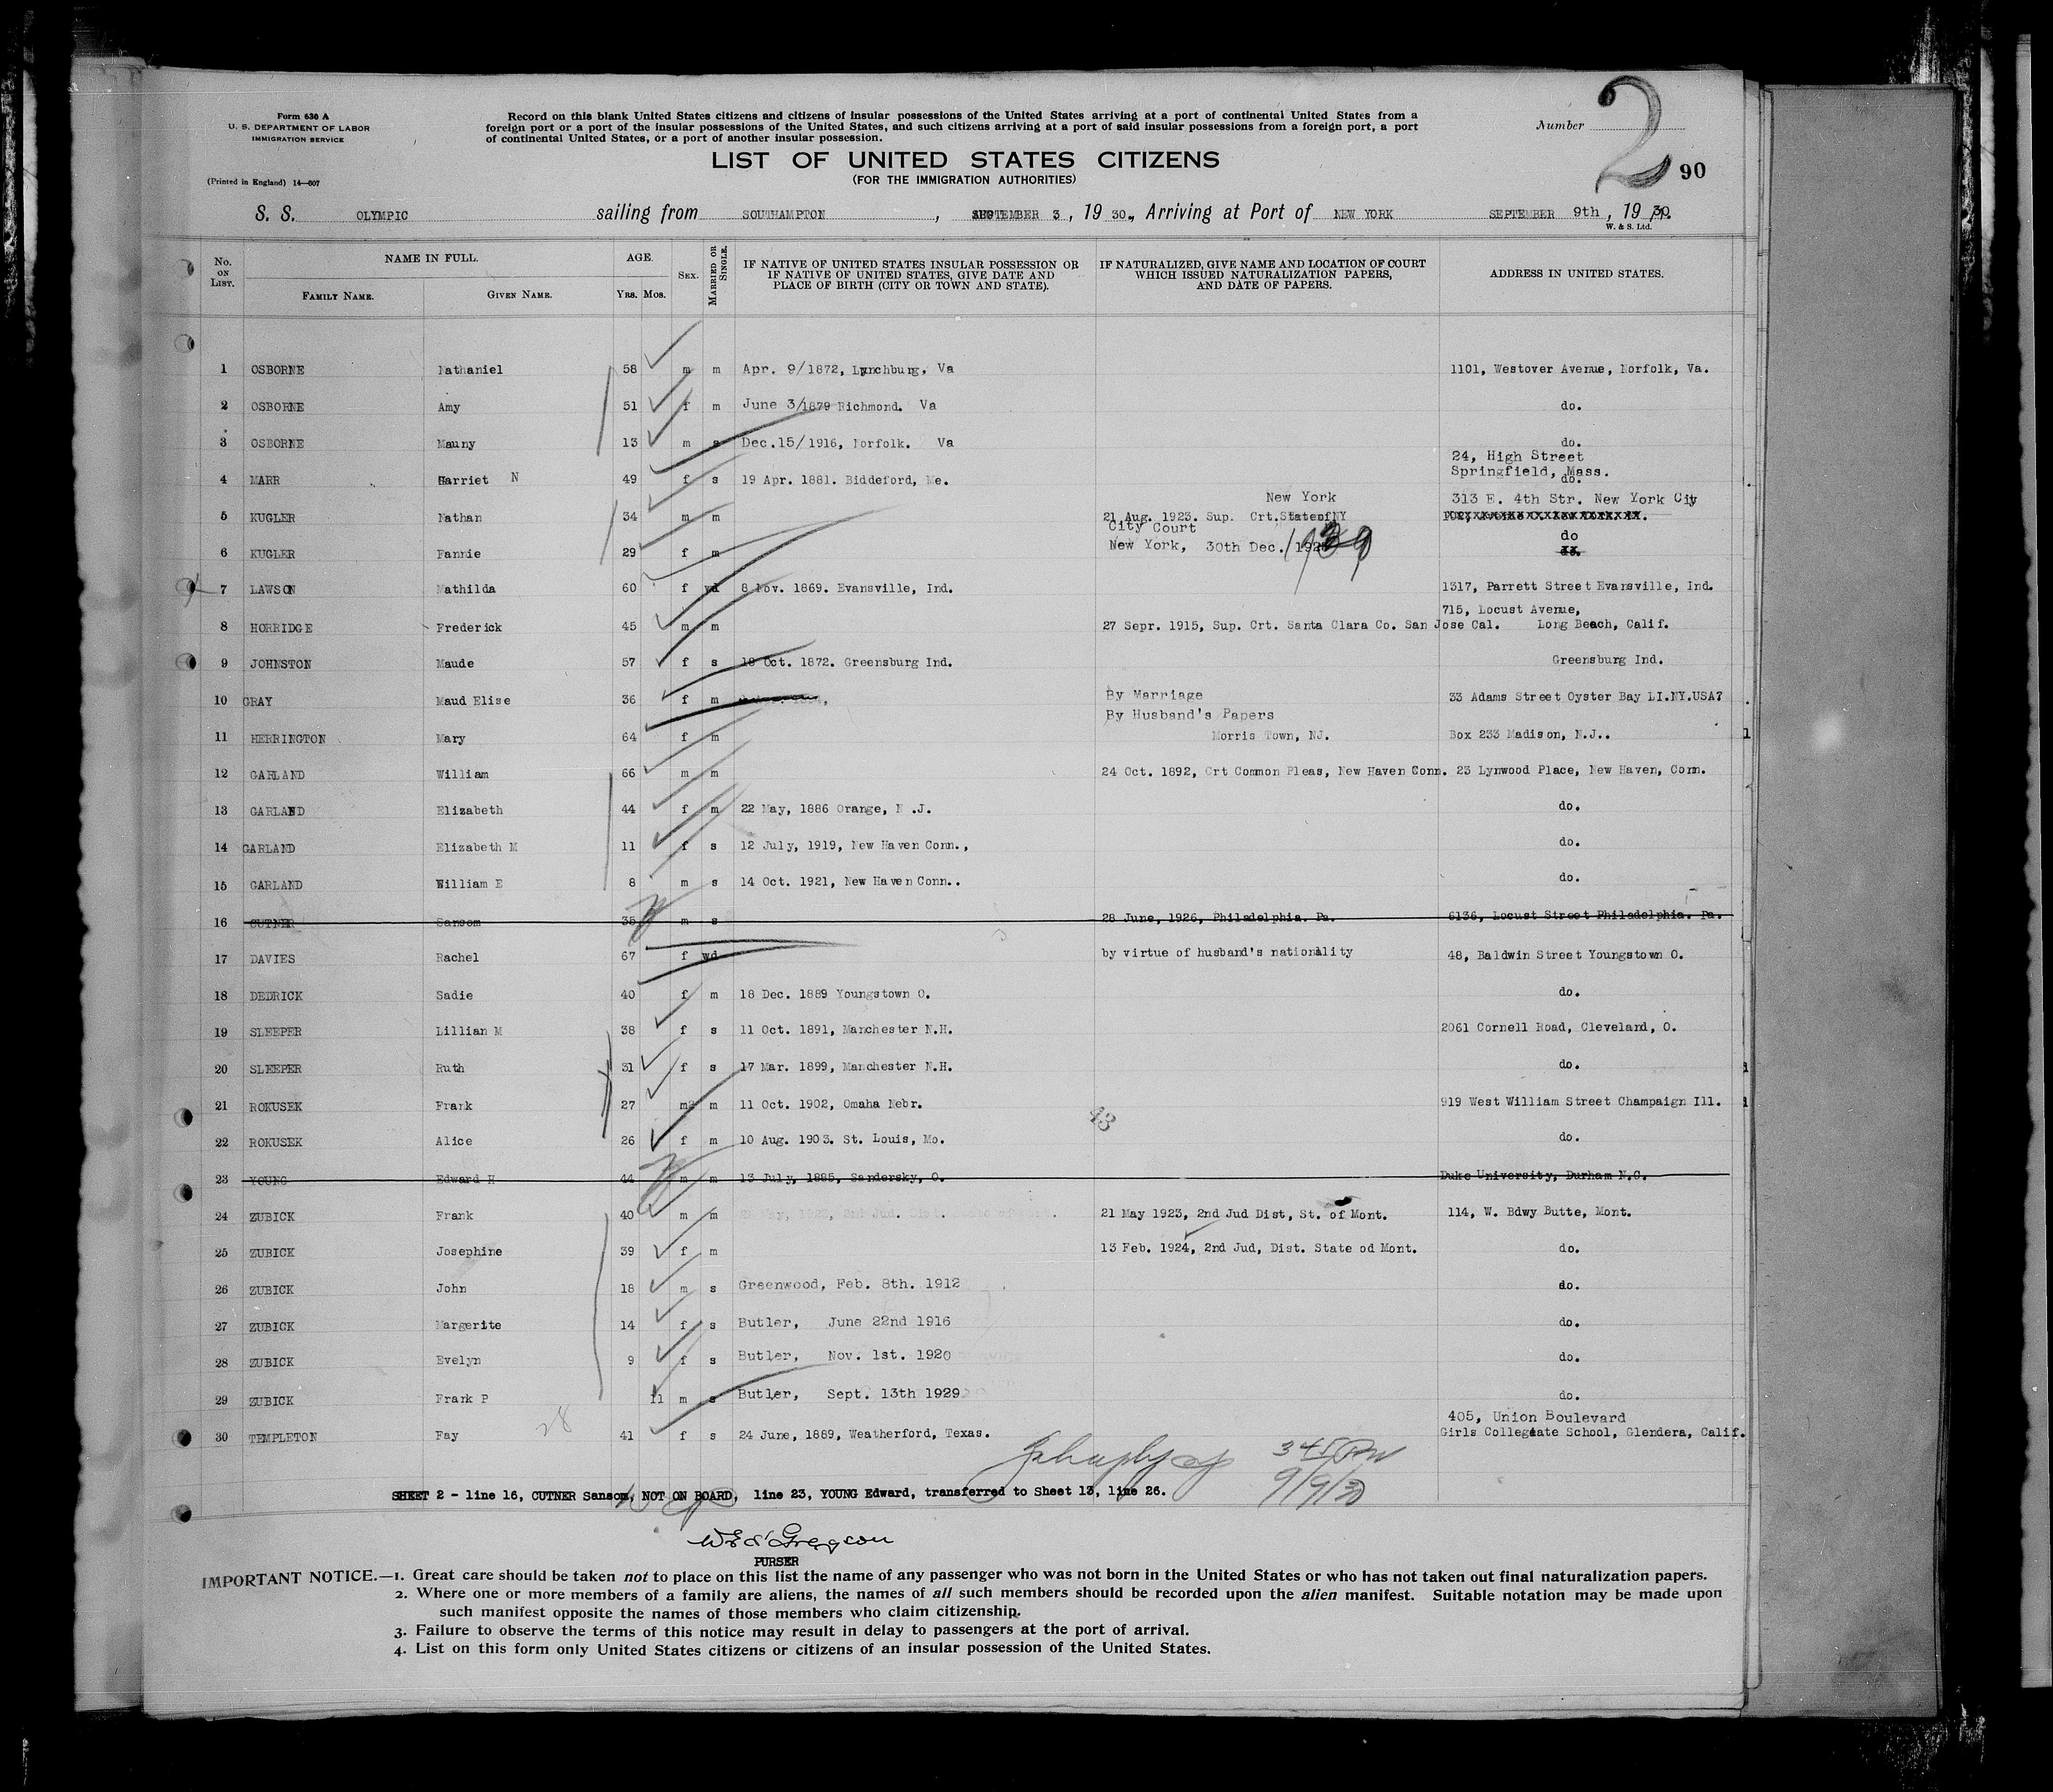 Form 630 A
U. S. DEPARTMENT OF LABOR
IMMIGRATION SERVICE
(Printed in England) 14—607
Record on this blank United States citizens and citizens of insular possessions of the United States arriving at a port of continental United States from a
foreign port or a port of the insular possessions of the United States, and such citizens arriving at a port of said insular possessions from a foreign port, a port
of continental United States, or a port of another insular possession.
LIST OF UNITED STATES CITIZENS
(FOR THE IMMIGRATION AUTHORITIES)
Number 2
90
S. S. OLYMPIC sailing from SOUTHAMPTON, SEPTEMBER 3, 19 30., Arriving at Port of NEW YORK SEPTEMBER 9th, 19 30.
W. & S. Ltd.
No. ON LIST. NAME IN FULL. FAMILY NAME. GIVEN NAME. AGE. YRS. MOS. SEX. MARRIED OR SINGLE. IF NATIVE OF UNITED STATES INSULAR POSSESSION OR IF NATIVE OF UNITED STATES, GIVE DATE AND PLACE OF BIRTH (CITY OR TOWN AND STATE). IF NATURALIZED, GIVE NAME AND LOCATION OF COURT WHICH ISSUED NATURALIZATION PAPERS, AND DATE OF PAPERS. ADDRESS IN UNITED STATES.
1 OSBORNE Nathaniel 58 m m Apr. 9/1872, Lynchburg, Va 1101, Westover Avenue, Norfolk, Va.
2 OSBORNE Amy 51 f m June 3/1879 Richmond. Va do.
3 OSBORNE Mauny 13 m s Dec.15/1916, Norfolk. Va do.
24, High Street
Springfield, Mass.
4 MARR Harriet N 49 f s 19 Apr. 1881. Biddeford, Me. do.
New York 313 E. 4th Str. New York City
5 KUGLER Nathan 34 m m 21 Aug. 1923. Sup. Crt.StateofNY
City Court
6 KUGLER Fannie 29 f m New York, 30th Dec. 1929 do
7 LAWSON Mathilda 60 f wd 8 Nov. 1869. Evansville, Ind. 1317, Parrett Street Evansville, Ind.
715, Locust Avenue,
8 HORRIDGE Frederick 45 m m 27 Sepr. 1915, Sup. Crt. Santa Clara Co. San Jose Cal. Long Beach, Calif.
9 JOHNSTON Maude 57 f s 18 Oct. 1872. Greensburg Ind. Greensburg Ind.
10 GRAY Maud Elise 36 f m By Marriage 33 Adams Street Oyster Bay LI.NY.USA?
By Husband's Papers
11 HERRINGTON Mary 64 f m Morris Town, NJ. Box 233 Madison, N.J..
12 GARLAND William 66 m m 24 Oct. 1892, Crt Common Pleas, New Haven Conn. 23 Lynwood Place, New Haven, Conn.
13 GARLAND Elizabeth 44 f m 22 May, 1886 Orange, N .J. do.
14 GARLAND Elizabeth M 11 f s 12 July, 1919, New Haven Conn., do.
15 GARLAND William E 8 m s 14 Oct. 1921, New Haven Conn.. do.
16 CUTNER Sansom 35 m s 28 June, 1926, Philadelphia. Pa. 6136, Locust Street Philadelphia. Pa.
17 DAVIES Rachel 67 f wd by virtue of husband's nationality 48, Baldwin Street Youngstown O.
18 DEDRICK Sadie 40 f m 18 Dec. 1889 Youngstown O. do.
19 SLEEPER Lillian M 38 f s 11 Oct. 1891, Manchester N.H. 2061 Cornell Road, Cleveland, O.
20 SLEEPER Ruth 31 f s 17 Mar. 1899, Manchester N.H. do.
21 ROKUSEK Frank 27 m m 11 Oct. 1902, Omaha Nebr. 919 West William Street Champaign Ill.
43
22 ROKUSEK Alice 26 f m 10 Aug. 1903. St. Louis, Mo. do.
23 YOUNG Edward H 44 m m 13 July, 1885, Sandersky, O. Duke University, Durham N.C.
24 ZUBICK Frank 40 m m 21 May 1923, 2nd Jud Dist, St. of Mont. 114, W. Bdwy Butte, Mont.
25 ZUBICK Josephine 39 f m 13 Feb. 1924, 2nd Jud, Dist. State od Mont. do.
26 ZUBICK John 18 m s Greenwood, Feb. 8th. 1912 do.
27 ZUBICK Margerite 14 f s Butler, June 22nd 1916 do.
28 ZUBICK Evelyn 9 f s Butler, Nov. 1st. 1920 do.
29 ZUBICK Frank P 11 m s Butler, Sept. 13th 1929 do.
28 405, Union Boulevard
30 TEMPLETON Fay 41 f s 24 June, 1889, Weatherford, Texas. Girls Collegiate School, Glendera, Calif.
3 45 PM
9/9/30
SHEET 2 - line 16, CUTNER Sansom, NOT ON BOARD, line 23, YOUNG Edward, transferred to Sheet 13, line 26.
PURSER
IMPORTANT NOTICE.—1. Great care should be taken not to place on this list the name of any passenger who was not born in the United States or who has not taken out final naturalization papers.
2. Where one or more members of a family are aliens, the names of all such members should be recorded upon the alien manifest. Suitable notation may be made upon
such manifest opposite the names of those members who claim citizenship.
3. Failure to observe the terms of this notice may result in delay to passengers at the port of arrival.
4. List on this form only United States citizens or citizens of an insular possession of the United States.